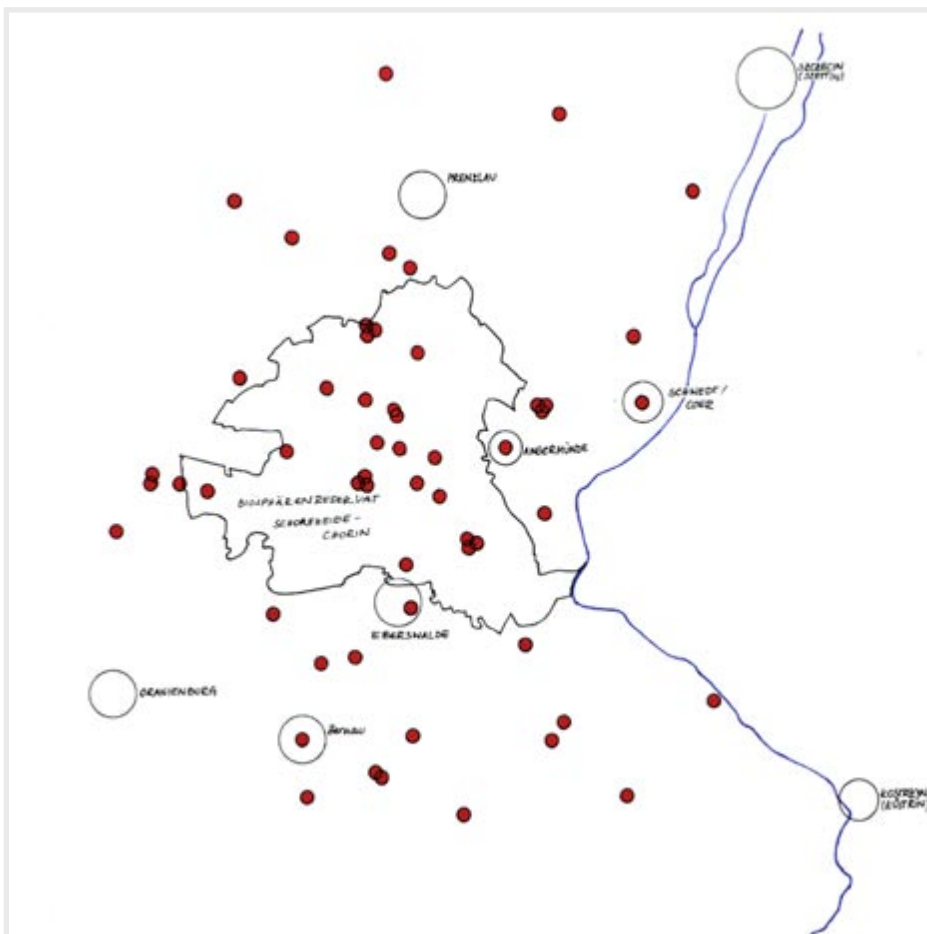 SZCZECIN
(STETTIN)
PRENZLAU
SCHWEDT/
ODER
ANGERMÜNDE
BIOSPHÄRENRESERVAT
SCHORFHEIDE-
CHORIN
EBERSWALDE
ORANIENBURG
Bernau
KOSTRZYN
(KÜSTRIN)